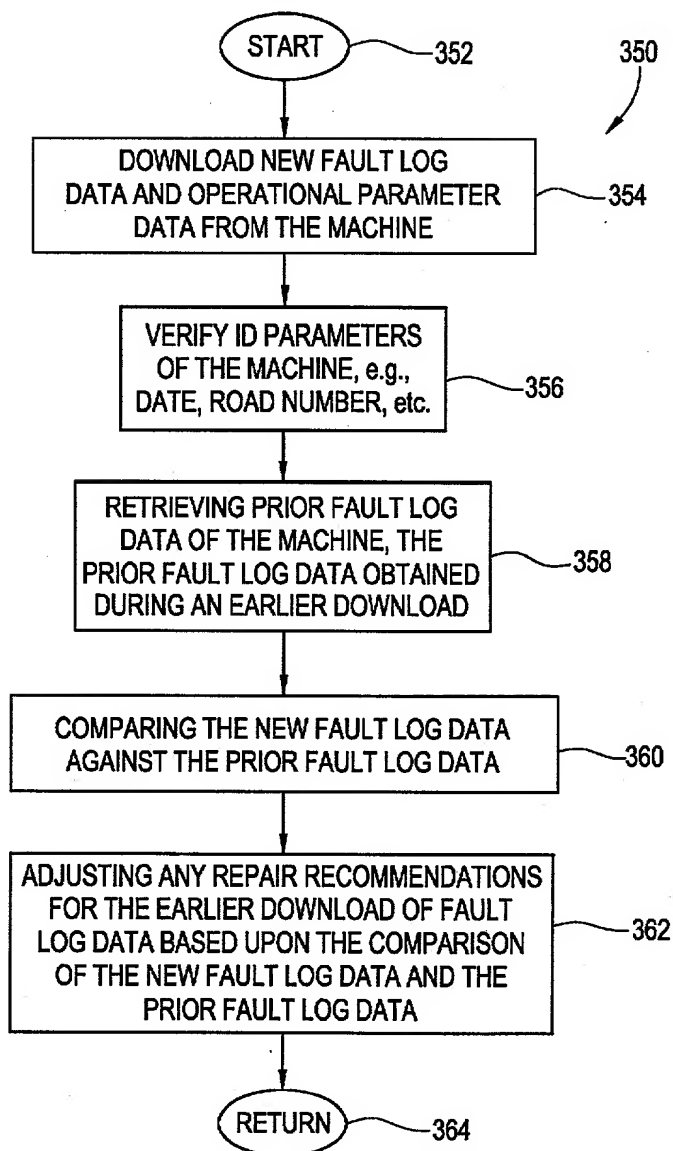 START
352
350
DOWNLOAD NEW FAULT LOG
DATA AND OPERATIONAL PARAMETER
DATA FROM THE MACHINE
354
VERIFY ID PARAMETERS
OF THE MACHINE, e.g.,
DATE, ROAD NUMBER, etc.
356
RETRIEVING PRIOR FAULT LOG
DATA OF THE MACHINE, THE
PRIOR FAULT LOG DATA OBTAINED
DURING AN EARLIER DOWNLOAD
358
COMPARING THE NEW FAULT LOG DATA
AGAINST THE PRIOR FAULT LOG DATA
360
ADJUSTING ANY REPAIR RECOMMENDATIONS
FOR THE EARLIER DOWNLOAD OF FAULT
LOG DATA BASED UPON THE COMPARISON
OF THE NEW FAULT LOG DATA AND THE
PRIOR FAULT LOG DATA
362
RETURN
364